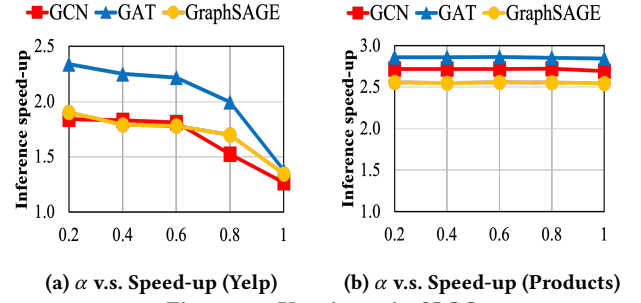 GCN GAT GraphSAGE GCN GAT GraphSAGE
Inference speed-up
2.5
2.0
1.5
1.0
0.2 0.4 0.6 0.8 1
Inference speed-up
3.0
2.5
2.0
1.5
1.0
0.2 0.4 0.6 0.8 1
(a) α v.s. Speed-up (Yelp) (b) α v.s. Speed-up (Products)